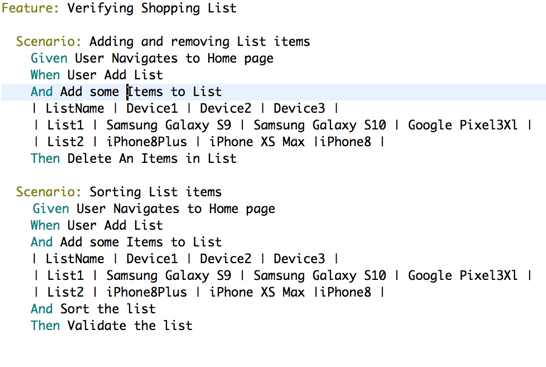 Feature: Verifying Shopping List
Scenario: Adding and removing List items
Given User Navigates to Home page
When User Add List
And Add some Items to List
| ListName | Device1 | Device2 | Device3 |
| List1 | Samsung Galaxy S9 | Samsung Galaxy S10 | Google Pixel3Xl |
| List2 | iPhone8Plus | iPhone XS Max |iPhone8 |
Then Delete An Items in List
Scenario: Sorting List items
Given User Navigates to Home page
When User Add List
And Add some Items to List
| ListName | Device1 | Device2 | Device3 |
| List1 | Samsung Galaxy S9 | Samsung Galaxy S10 | Google Pixel3Xl |
| List2 | iPhone8Plus | iPhone XS Max |iPhone8 |
And Sort the list
Then Validate the list